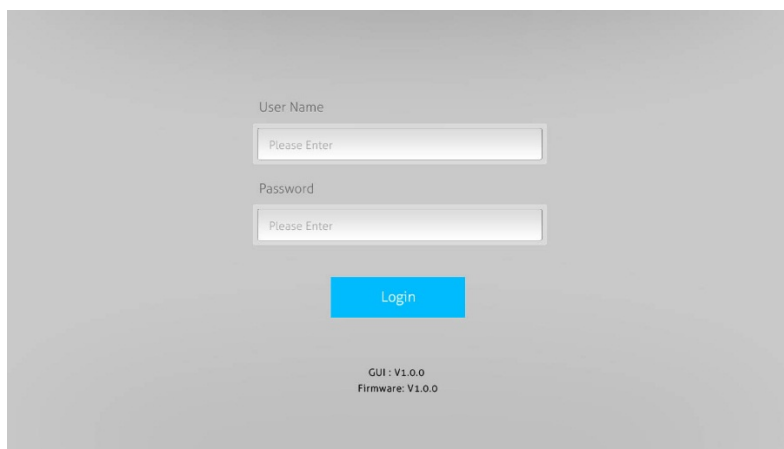 User Name
Please Enter
Password
Please Enter
Login
GUI : V1.0.0
Firmware: V1.0.0